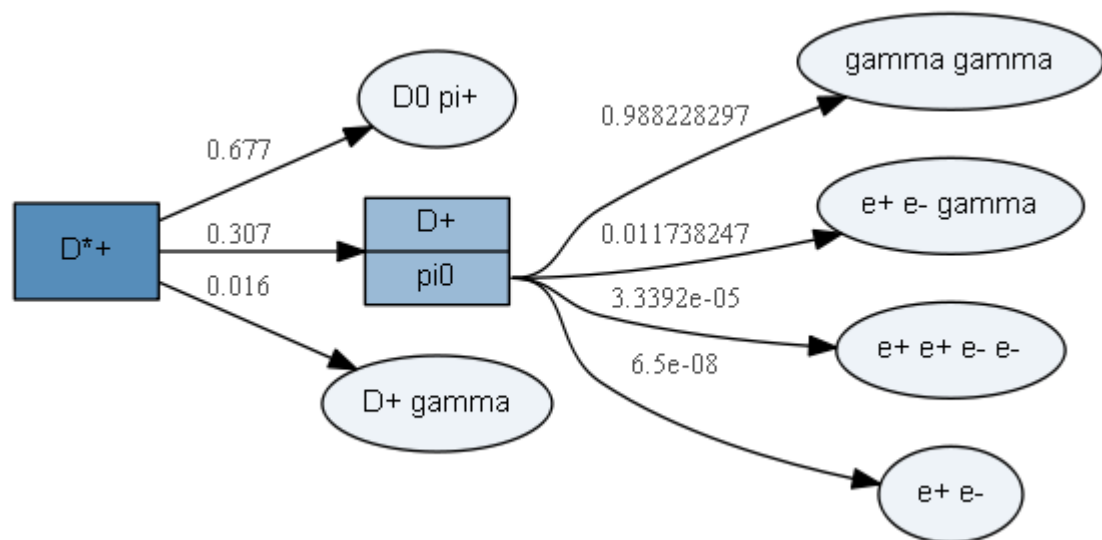 D*+
0.677
0.307
0.016
D0 pi+
D+
pi0
D+ gamma
0.988228297
0.011738247
3.3392e-05
6.5e-08
gamma gamma
e+ e- gamma
e+ e+ e- e-
e+ e-